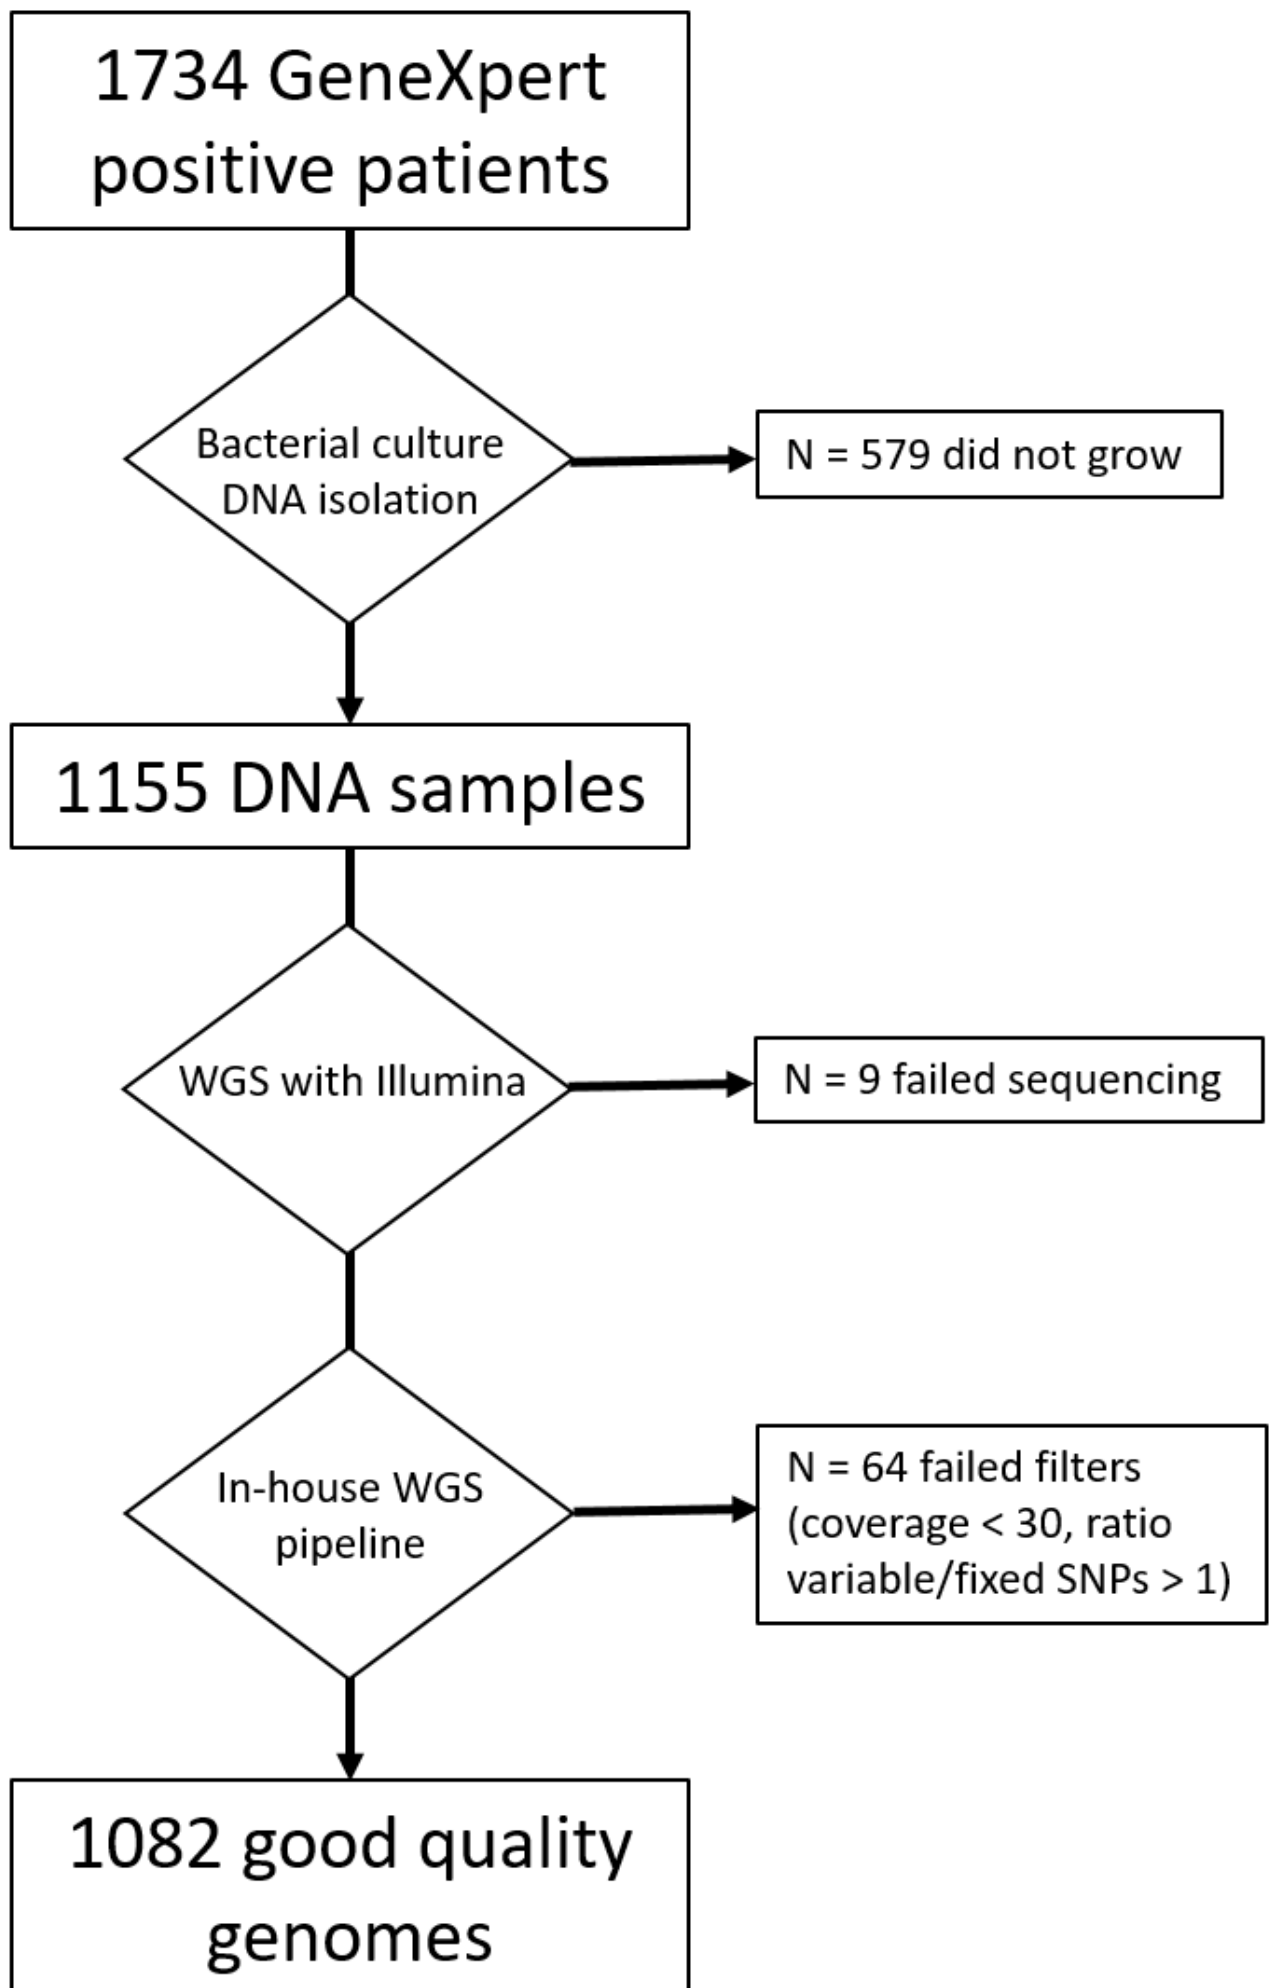 1734 GeneXpert
positive patients
Bacterial culture
DNA isolation
N = 579 did not grow
1155 DNA samples
WGS with Illumina
N = 9 failed sequencing
In-house WGS
pipeline
N = 64 failed filters
(coverage < 30, ratio
variable/fixed SNPs > 1)
1082 good quality
genomes